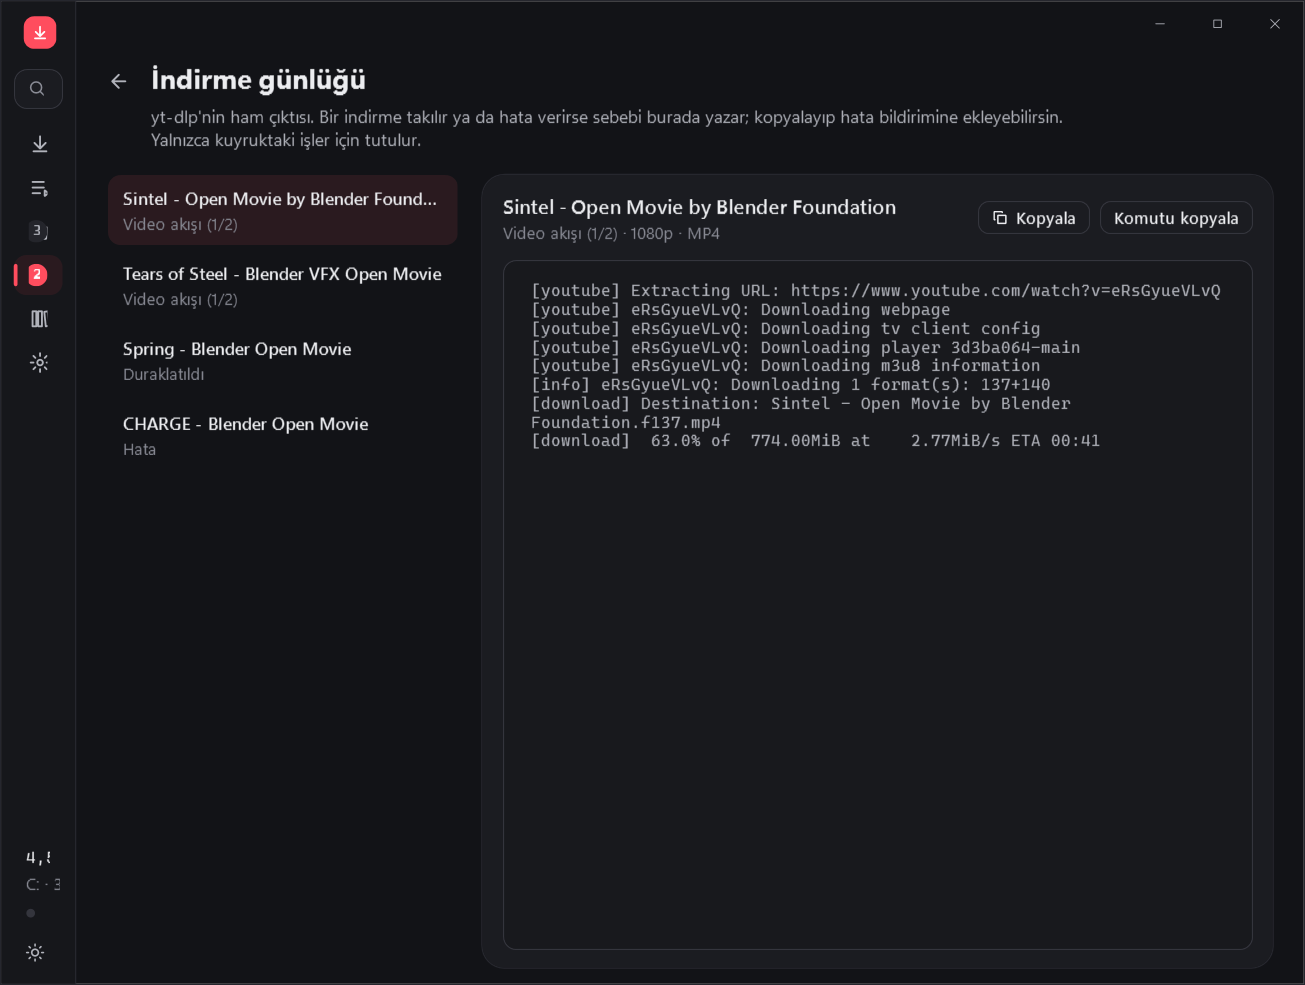 İndirme günlüğü
yt-dlp'nin ham çıktısı. Bir indirme takılır ya da hata verirse sebebi burada yazar; kopyalayıp hata bildirimine ekleyebilirsin.
Yalnızca kuyruktaki işler için tutulur.
3
2
4,
C: · 3
Sintel - Open Movie by Blender Found...
Video akışı (1/2)
Tears of Steel - Blender VFX Open Movie
Video akışı (1/2)
Spring - Blender Open Movie
Duraklatıldı
CHARGE - Blender Open Movie
Hata
Sintel - Open Movie by Blender Foundation
Video akışı (1/2) · 1080p · MP4
Kopyala
Komutu kopyala
[youtube] Extracting URL: https://www.youtube.com/watch?v=eRsGyueVLvQ
[youtube] eRsGyueVLvQ: Downloading webpage
[youtube] eRsGyueVLvQ: Downloading tv client config
[youtube] eRsGyueVLvQ: Downloading player 3d3ba064-main
[youtube] eRsGyueVLvQ: Downloading m3u8 information
[info] eRsGyueVLvQ: Downloading 1 format(s): 137+140
[download] Destination: Sintel - Open Movie by Blender
Foundation.f137.mp4
[download]  63.0% of  774.00MiB at    2.77MiB/s ETA 00:41